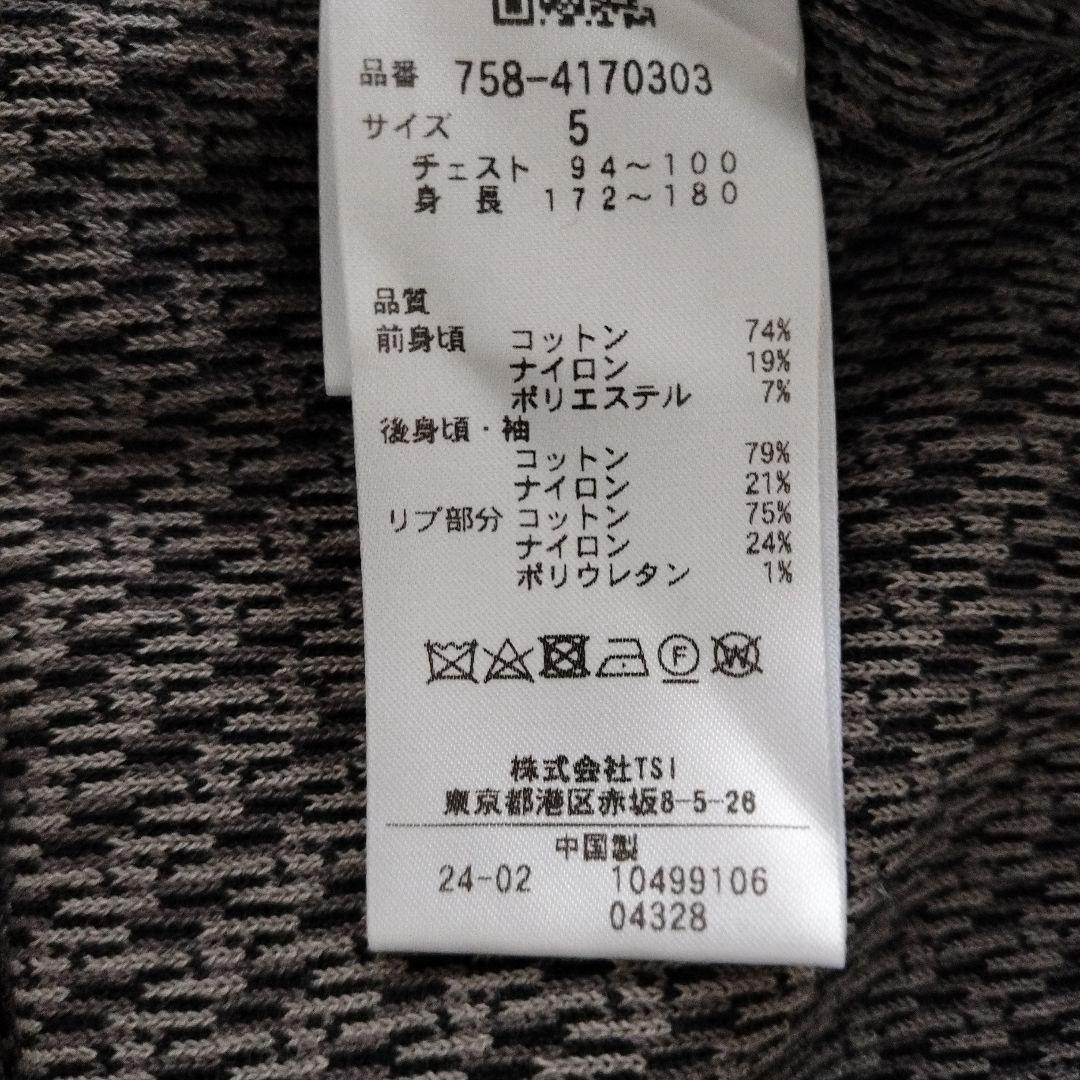 品番 758-4170303
サイズ 5
チェスト 94～100
身長 172～180
品質
前身頃 コットン 74%
ナイロン 19%
ポリエステル 7%
後身頃・袖
コットン 79%
ナイロン 21%
リブ部分 コットン 75%
ナイロン 24%
ポリウレタン 1%
F W
株式会社TSI
東京都港区赤坂8-5-26
中国製
24-02 10499106
04328